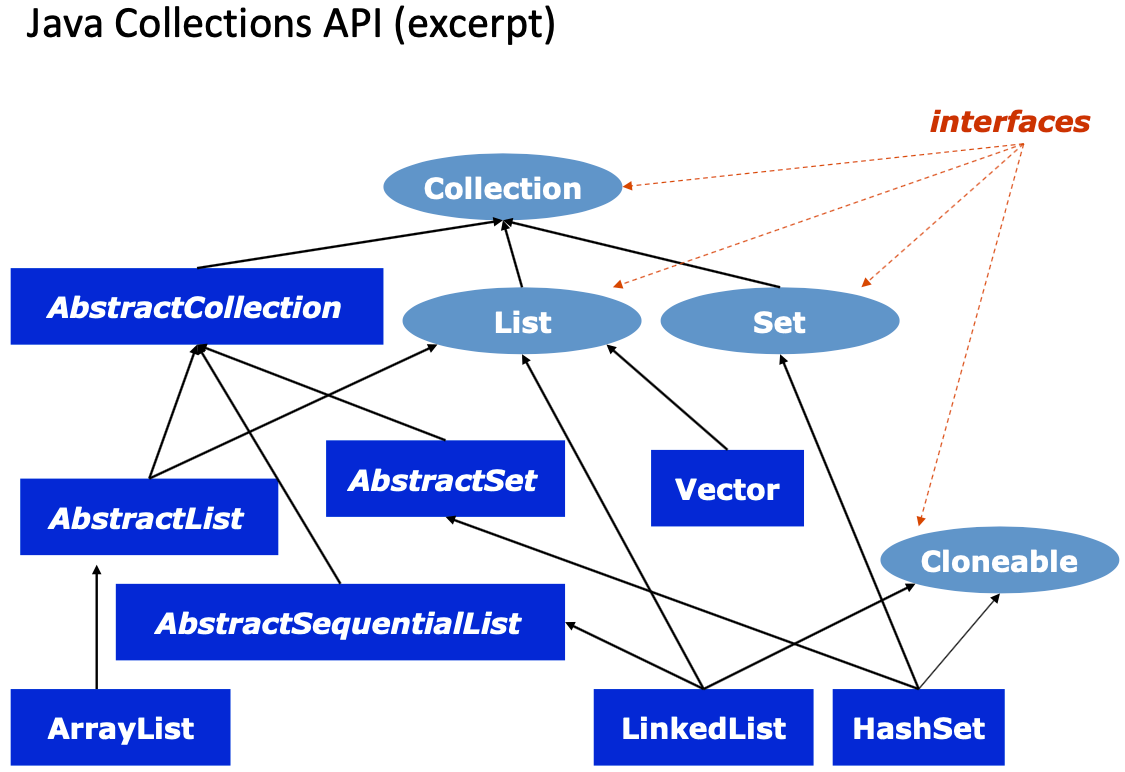 Java Collections API (excerpt)
interfaces
Collection
AbstractCollection
List
Set
AbstractSet
Vector
AbstractList
Cloneable
AbstractSequentialList
ArrayList
LinkedList
HashSet